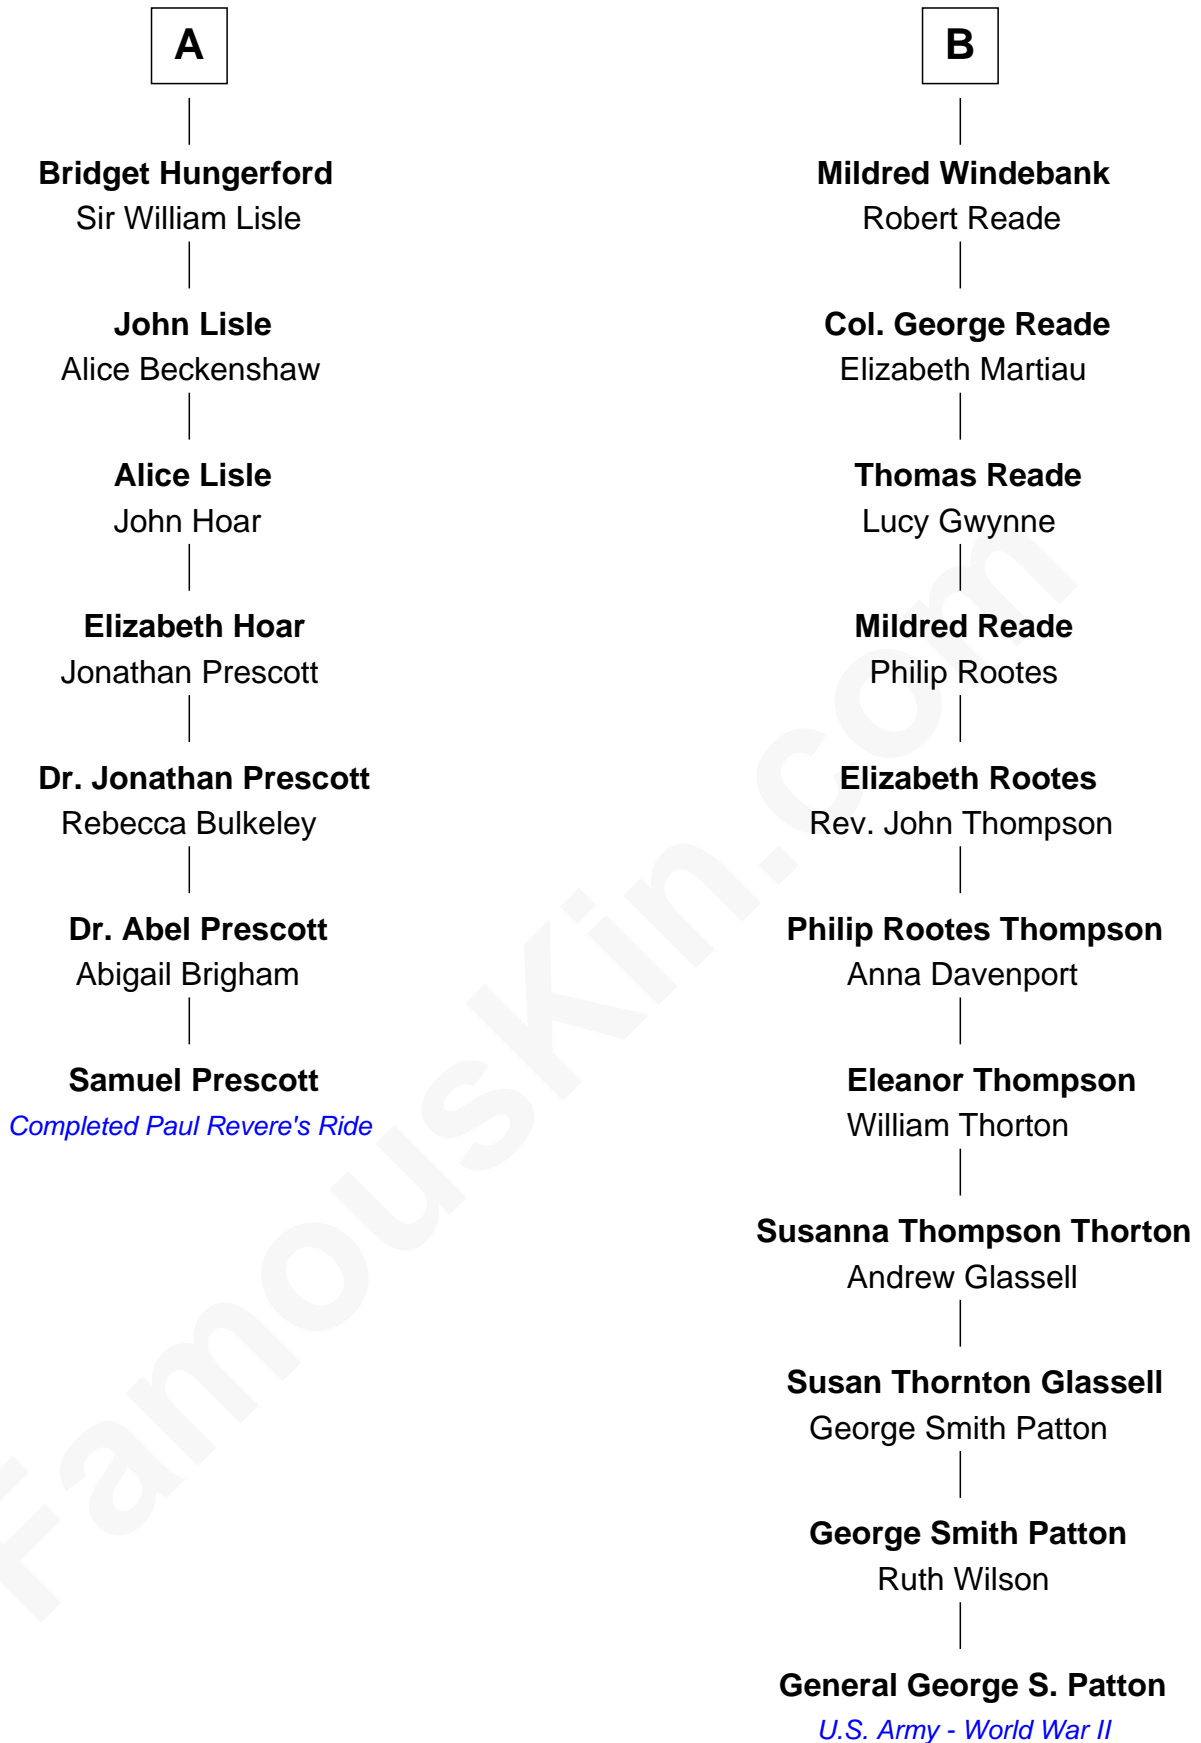 A
Bridget Hungerford
Sir William Lisle
John Lisle
Alice Beckenshaw
Alice Lisle
John Hoar
Elizabeth Hoar
Jonathan Prescott
Dr. Jonathan Prescott
Rebecca Bulkeley
Dr. Abel Prescott
Abigail Brigham
Samuel Prescott
Completed Paul Revere's Ride
B
Mildred Windebank
Robert Reade
Col. George Reade
Elizabeth Martiau
Thomas Reade
Lucy Gwynne
Mildred Reade
Philip Rootes
Elizabeth Rootes
Rev. John Thompson
Philip Rootes Thompson
Anna Davenport
Eleanor Thompson
William Thorton
Susanna Thompson Thorton
Andrew Glassell
Susan Thornton Glassell
George Smith Patton
George Smith Patton
Ruth Wilson
General George S. Patton
U.S. Army - World War II
FamousKin.com